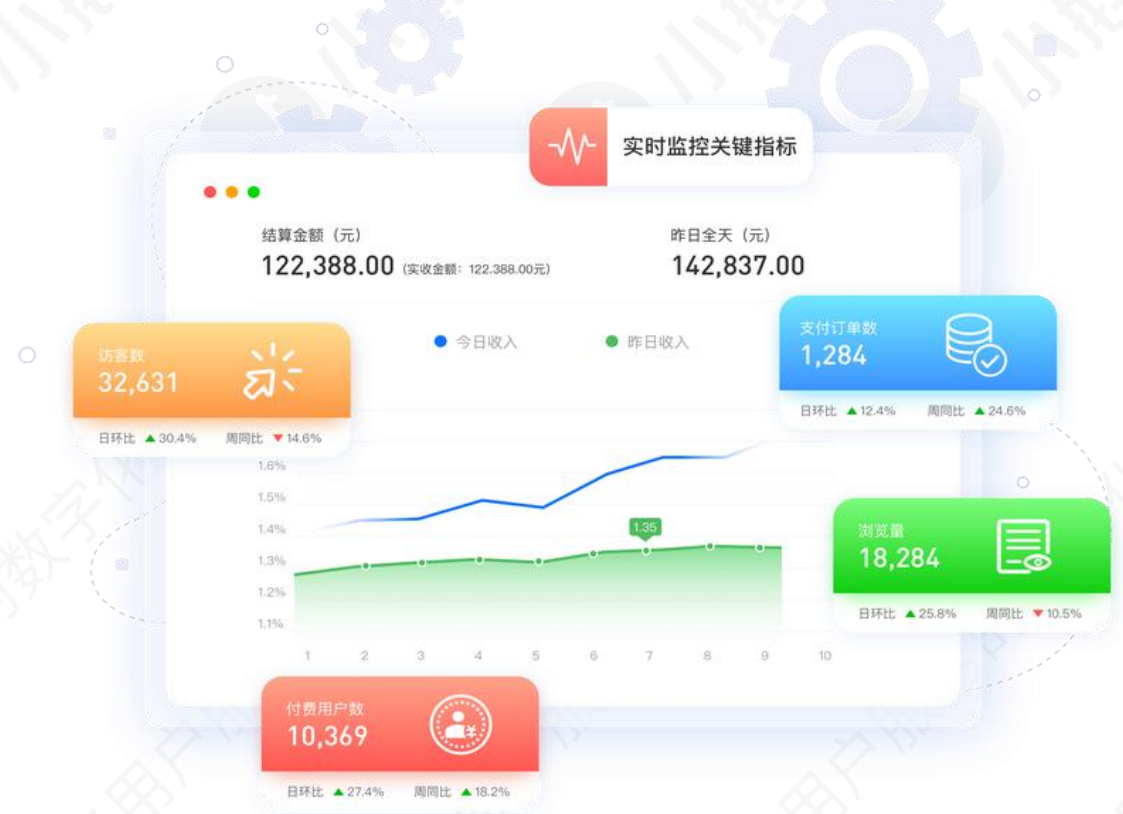 实时监控关键指标
结算金额（元）
122,388.00 (实收金额：122.388.00元)
昨日全天（元）
142,837.00
今日收入
昨日收入
访客数
32,631
日环比 ▲30.4% 周同比 ▼14.6%
支付订单数
1,284
日环比 ▲12.4% 周同比 ▲24.6%
1.6%
1.5%
1.4%
1.3%
1.2%
1.1%
1.35
1 2 3 4 5 6 7 8 9 10
浏览量
18,284
日环比 ▲25.8% 周同比 ▼10.5%
付费用户数
10,369
¥
日环比 ▲27.4% 周同比 ▲18.2%